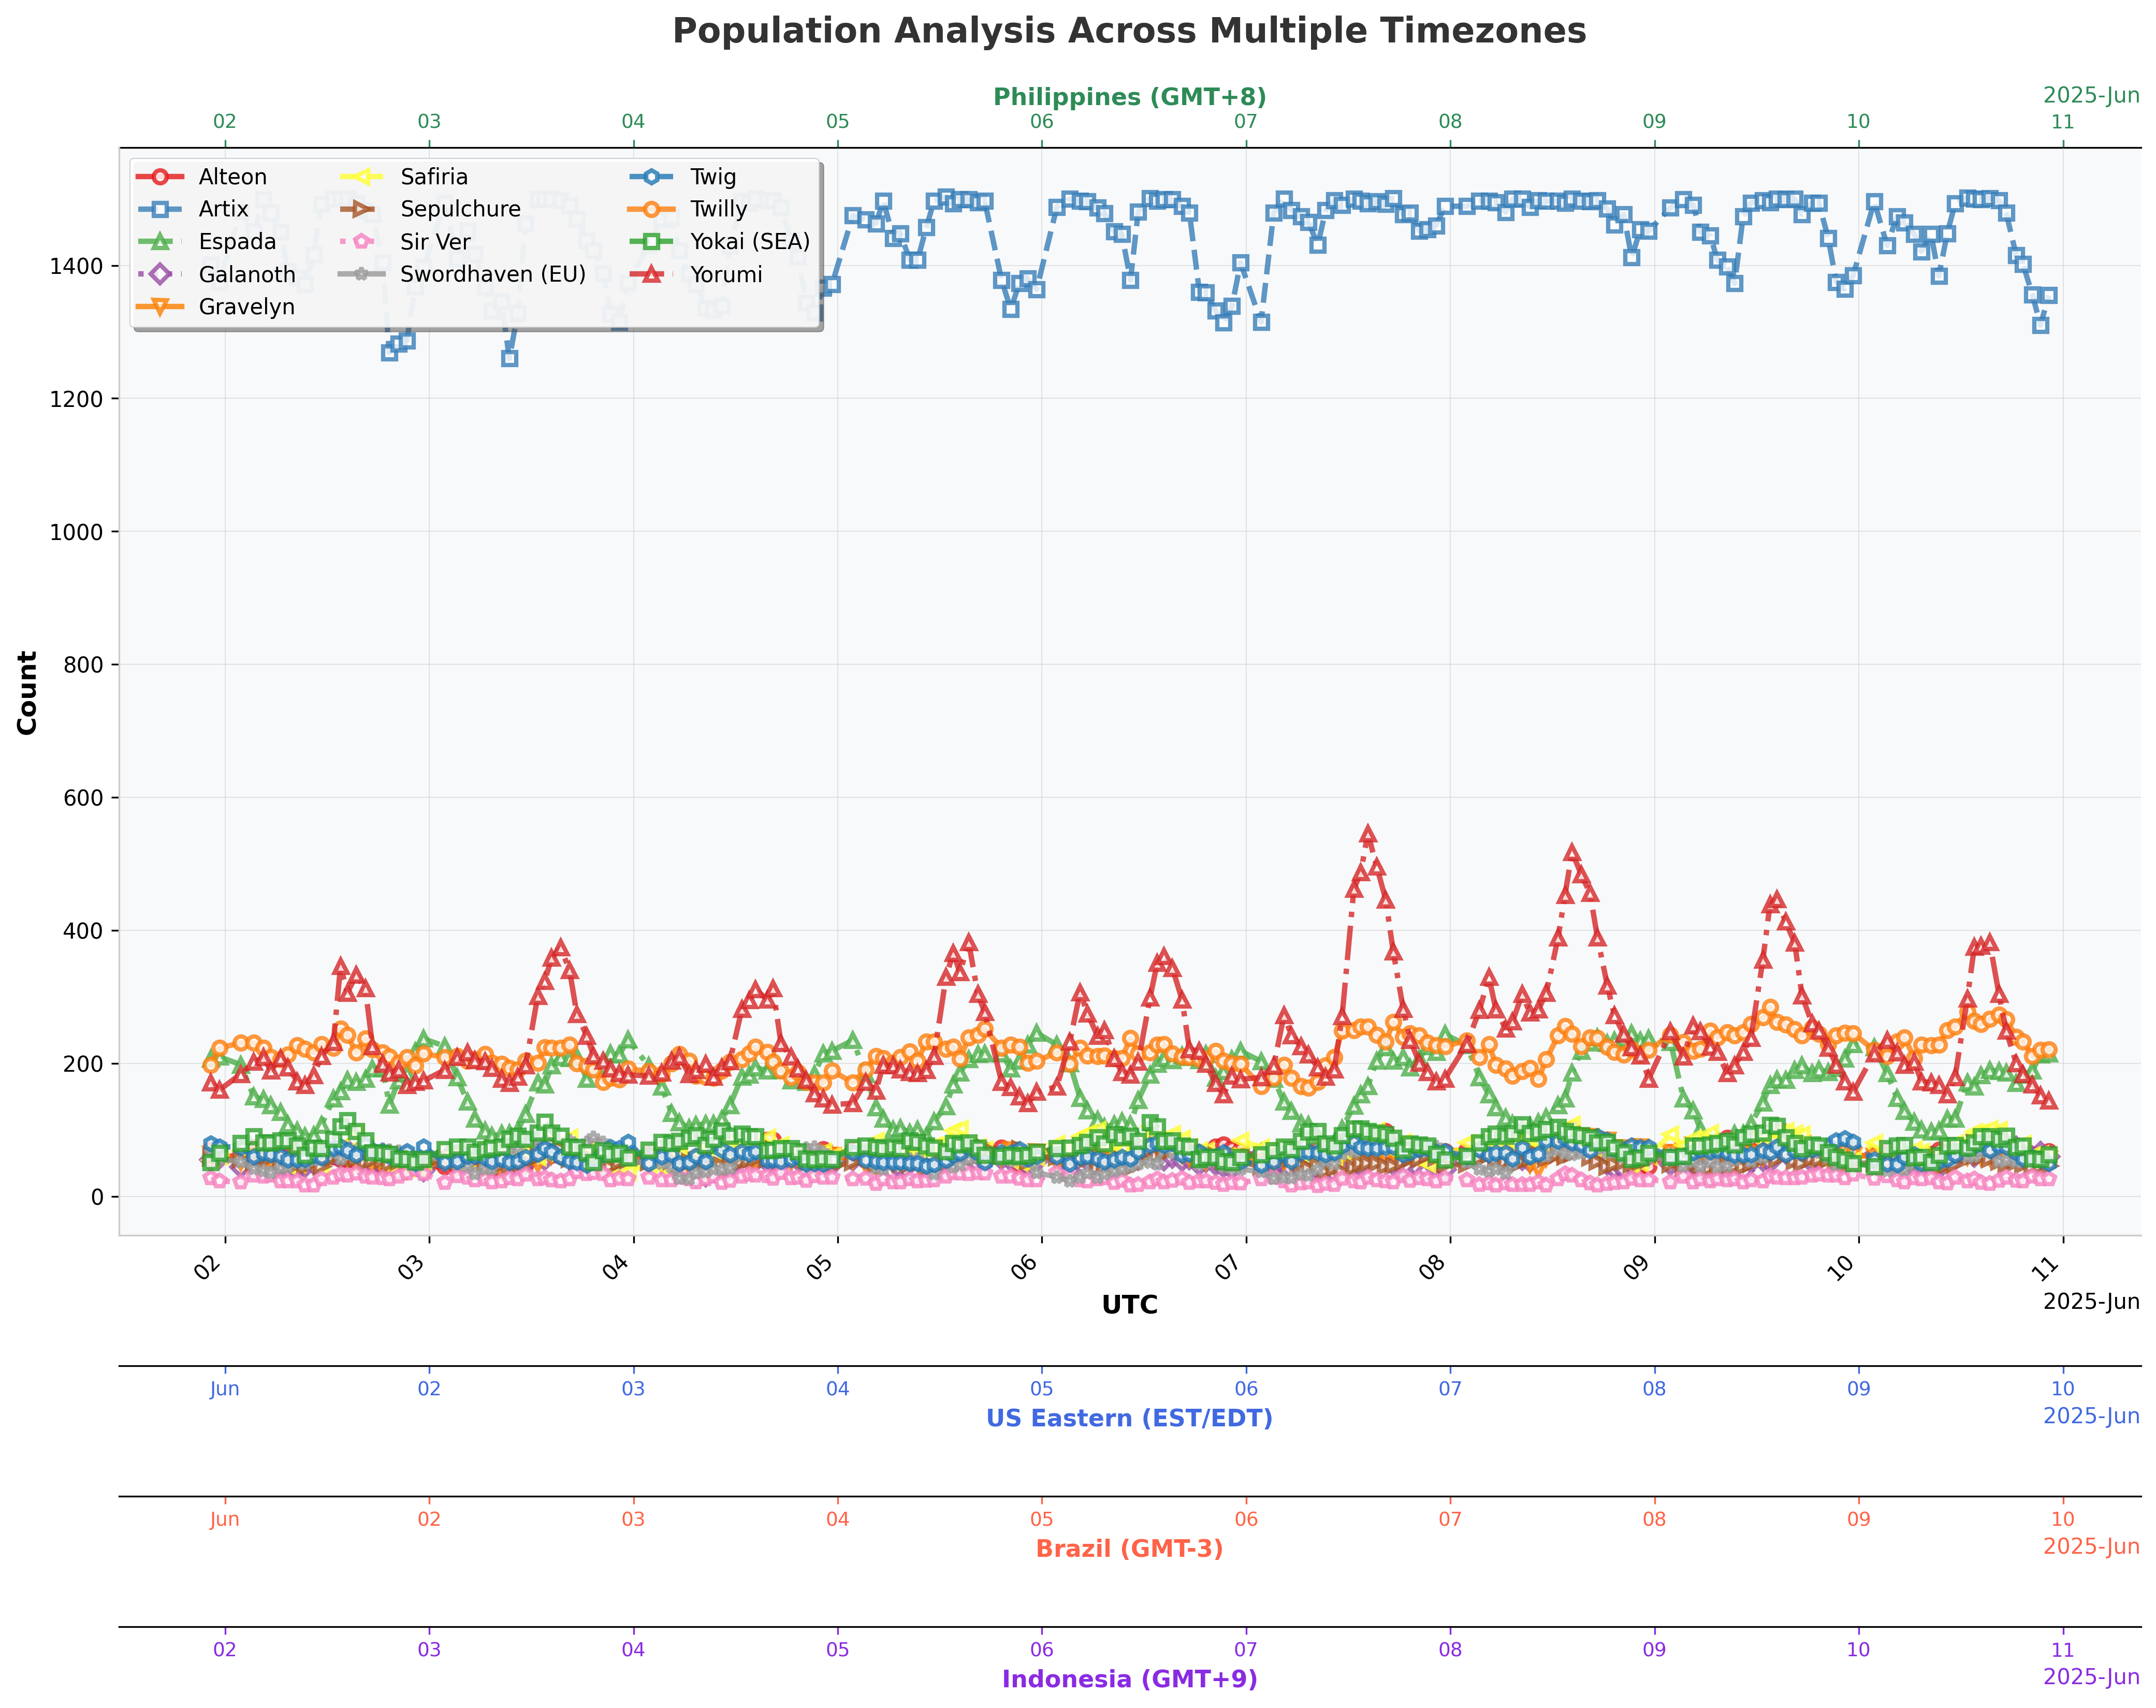 Population Analysis Across Multiple Timezones
Philippines (GMT+8)
2025-Jun
02 03 04 05 06 07 08 09 10 11
Alteon Safiria Twig
Artix Sepulchure Twilly
Espada Sir Ver Yokai (SEA)
Galanoth Swordhaven (EU) Yorumi
Gravelyn
Count
1400
1200
1000
800
600
400
200
0
02 03 04 05 06 07 08 09 10 11
UTC
2025-Jun
Jun 02 03 04 05 06 07 08 09 10
US Eastern (EST/EDT)
2025-Jun
Jun 02 03 04 05 06 07 08 09 10
Brazil (GMT-3)
2025-Jun
02 03 04 05 06 07 08 09 10 11
Indonesia (GMT+9)
2025-Jun